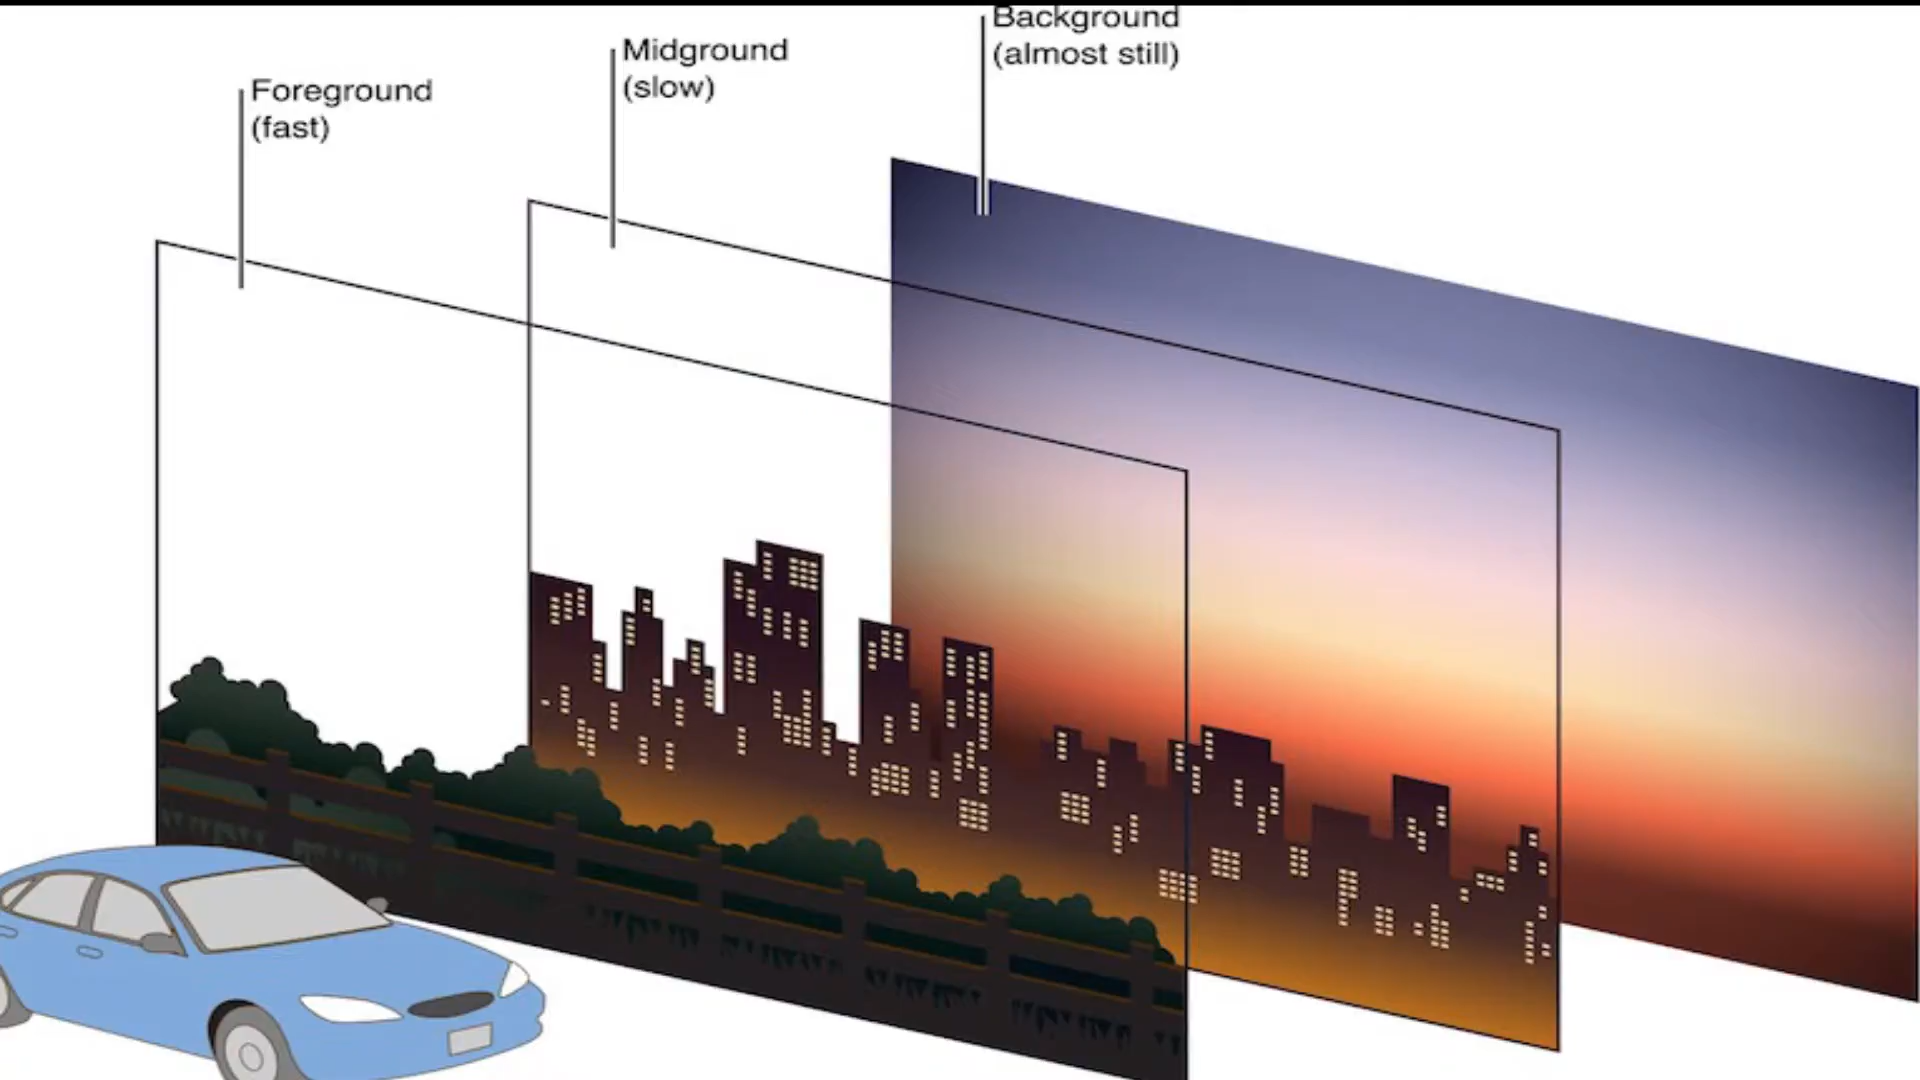 Background
(almost still)
Midground
(slow)
Foreground
(fast)